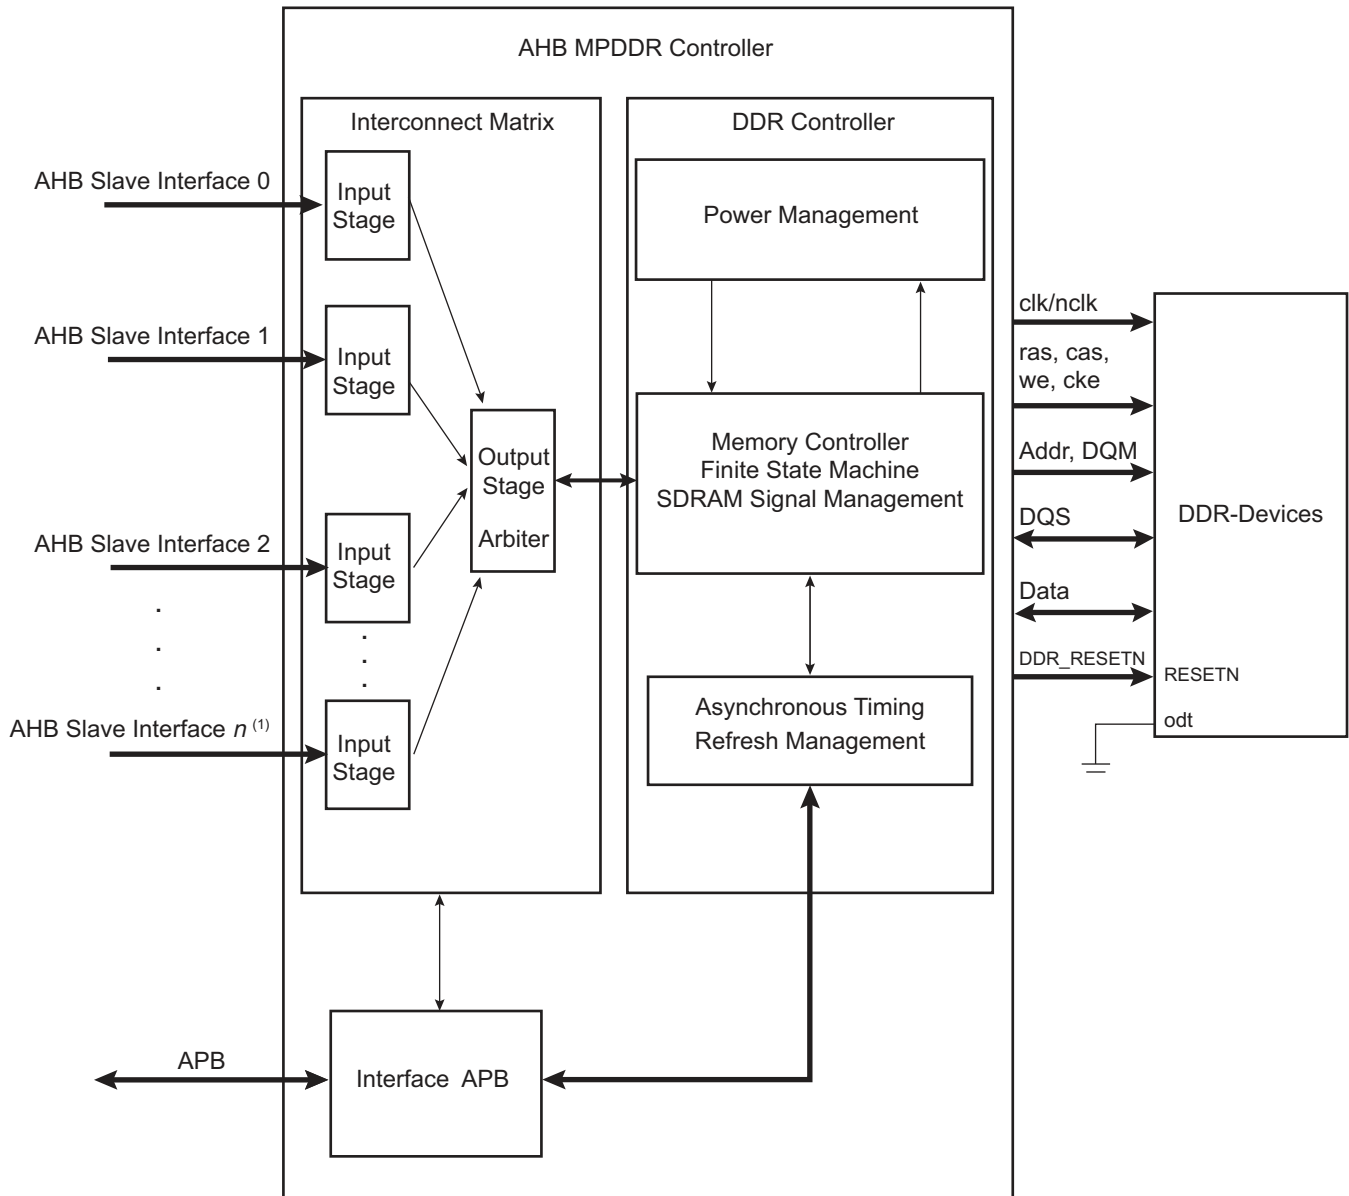 AHB MPDDR Controller
Interconnect Matrix
DDR Controller
AHB Slave Interface 0
Input
Stage
Power Management
AHB Slave Interface 1
Input
Stage
clk/nclk
ras, cas,
we, cke
Output
Stage
Arbiter
Memory Controller
Finite State Machine
SDRAM Signal Management
Addr, DQM
DQS
DDR-Devices
AHB Slave Interface 2
Input
Stage
Data
DDR_RESETN
RESETN
odt
AHB Slave Interface n (1)
Input
Stage
Asynchronous Timing
Refresh Management
APB
Interface APB